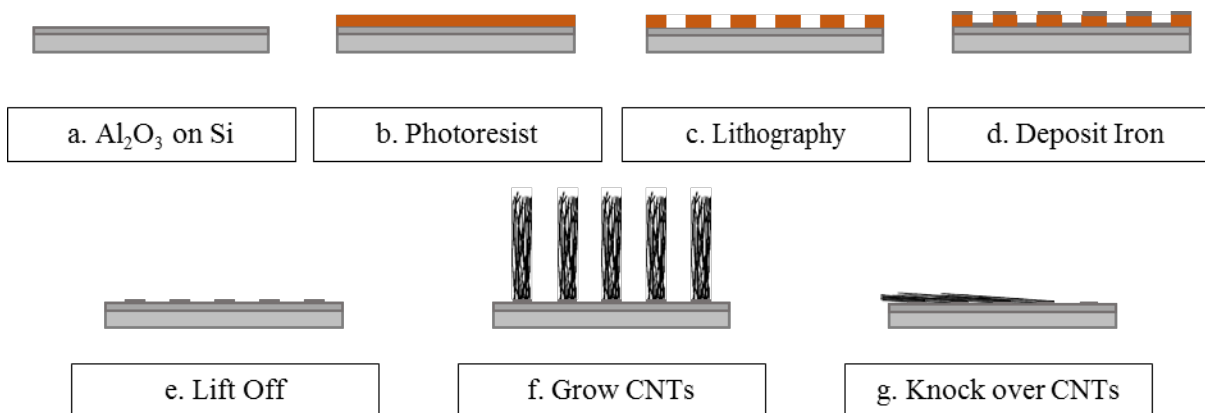 a. Al₂O₃ on Si
b. Photoresist
c. Lithography
d. Deposit Iron
e. Lift Off
f. Grow CNTs
g. Knock over CNTs